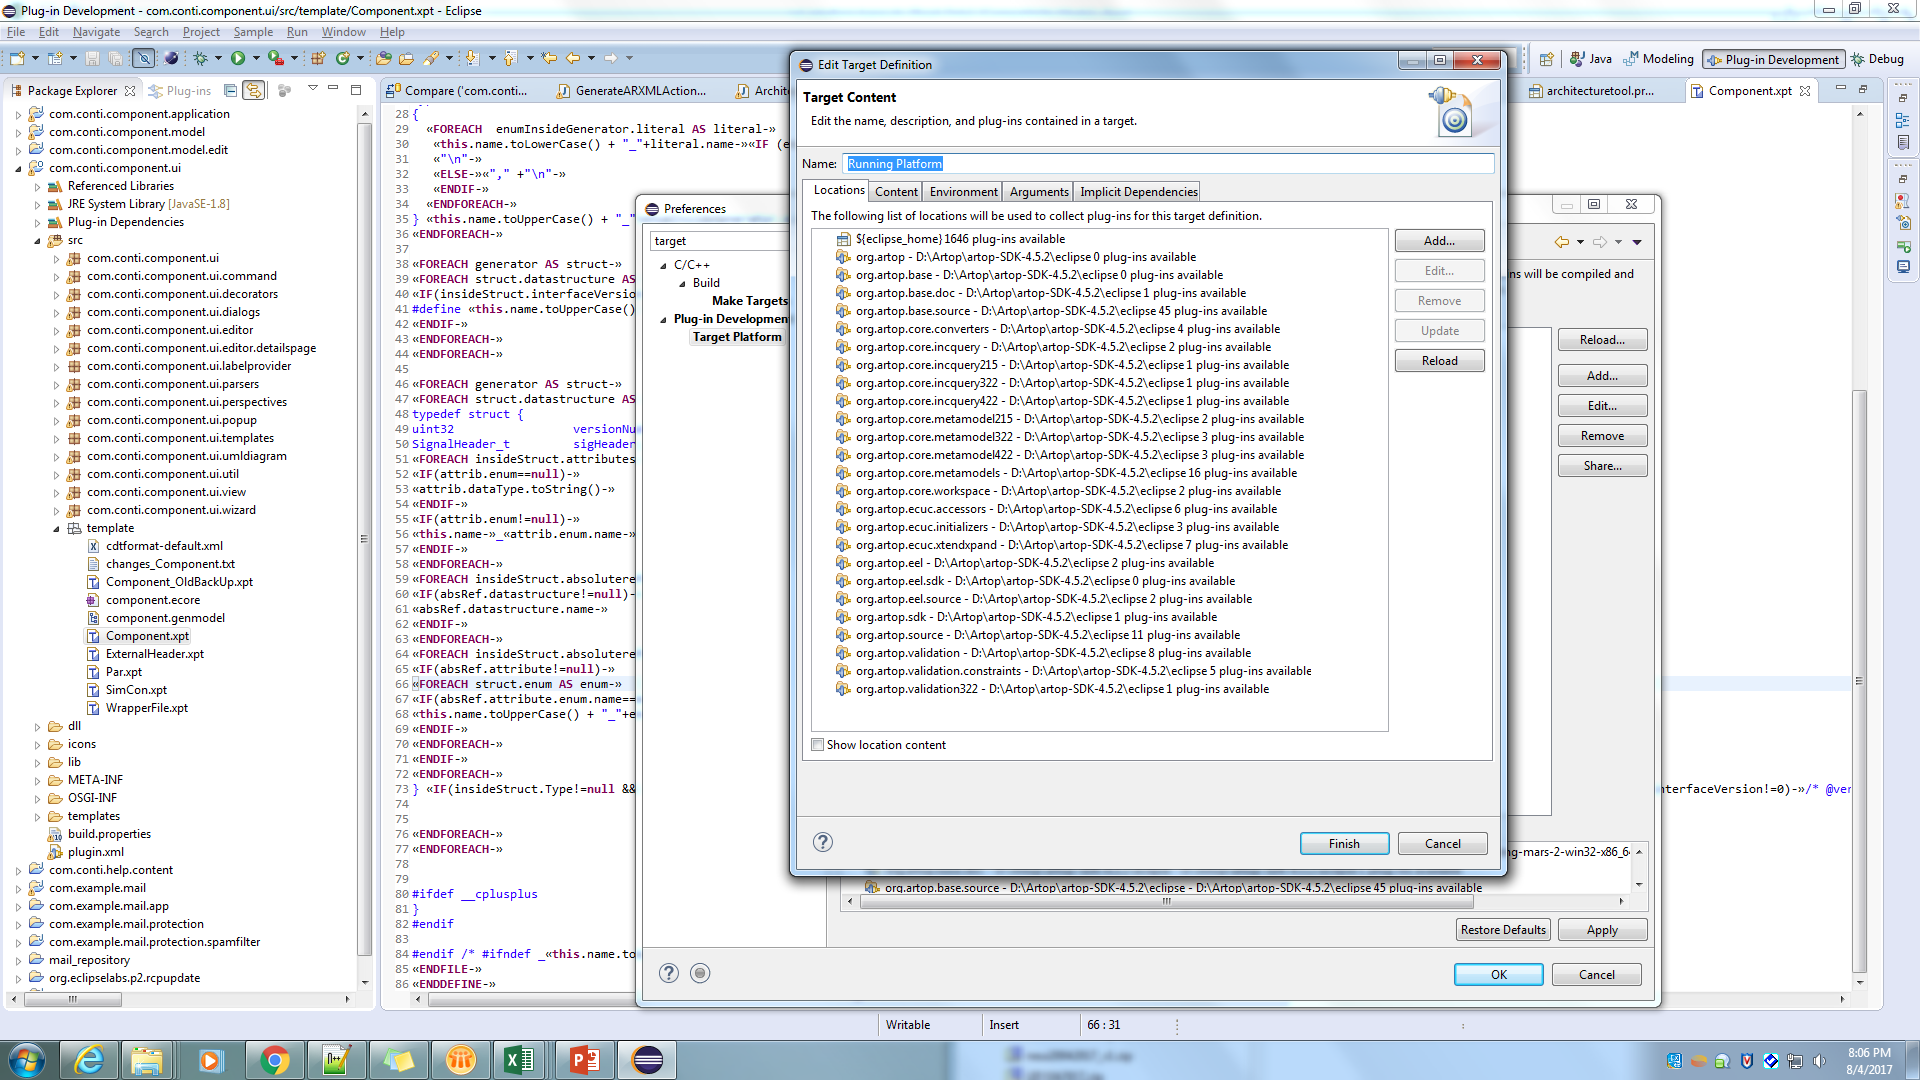 Plug-in Development - com.conti.component.ui/src/template/Component.xpt - Eclipse
File Edit Navigate Search Project Sample Run Window Help
Java Modeling Plug-in Development Debug
Package Explorer Plug-ins
com.conti.component.application
com.conti.component.model
com.conti.component.model.edit
com.conti.component.ui
Referenced Libraries
JRE System Library [JavaSE-1.8]
Plug-in Dependencies
src
com.conti.component.ui
com.conti.component.ui.command
com.conti.component.ui.decorators
com.conti.component.ui.dialogs
com.conti.component.ui.editor
com.conti.component.ui.editor.detailspage
com.conti.component.ui.labelprovider
com.conti.component.ui.parsers
com.conti.component.ui.perspectives
com.conti.component.ui.popup
com.conti.component.ui.templates
com.conti.component.ui.umldiagram
com.conti.component.ui.util
com.conti.component.ui.view
com.conti.component.ui.wizard
template
cdtformat-default.xml
changes_Component.txt
Component_OldBackUp.xpt
component.ecore
component.genmodel
Component.xpt
ExternalHeader.xpt
Par.xpt
SimCon.xpt
WrapperFile.xpt
dll
icons
lib
META-INF
OSGI-INF
templates
build.properties
plugin.xml
com.conti.help.content
com.example.mail
com.example.mail.app
com.example.mail.protection
com.example.mail.protection.spamfilter
mail_repository
org.eclipselabs.p2.rcpupdate
Compare ('com.conti... GenerateARXMLAction... Archit architecturetool.pr... Component.xpt
28 {
29 «FOREACH enumInsideGenerator.literal AS literal-»
30 «this.name.toLowerCase() + "_"+literal.name-»«IF (e
31 «"\n"-»
32 «ELSE-»«"," +"\n"-»
33 «ENDIF-»
34 «ENDFOREACH-»
35 } «this.name.toUpperCase() + "_"
36 «ENDFOREACH-»
37
38 «FOREACH generator AS struct-»
39 «FOREACH struct.datastructure AS
40 «IF(insideStruct.interfaceVersion
41 #define «this.name.toUpperCase()
42 «ENDIF-»
43 «ENDFOREACH-»
44 «ENDFOREACH-»
45
46 «FOREACH generator AS struct-»
47 «FOREACH struct.datastructure AS
48 typedef struct {
49 uint32 versionNu
50 SignalHeader_t sigHeader
51 «FOREACH insideStruct.attributes
52 «IF(attrib.enum==null)-»
53 «attrib.dataType.toString()-»
54 «ENDIF-»
55 «IF(attrib.enum!=null)-»
56 «this.name-»_«attrib.enum.name-»
57 «ENDIF-»
58 «ENDFOREACH-»
59 «FOREACH insideStruct.absolutere
60 «IF(absRef.datastructure!=null)-»
61 «absRef.datastructure.name-»
62 «ENDIF-»
63 «ENDFOREACH-»
64 «FOREACH insideStruct.absolutere
65 «IF(absRef.attribute!=null)-»
66 «FOREACH struct.enum AS enum-»
67 «IF(absRef.attribute.enum.name==
68 «this.name.toUpperCase() + "_"+e
69 «ENDIF-»
70 «ENDFOREACH-»
71 «ENDIF-»
72 «ENDFOREACH-»
73 } «IF(insideStruct.Type!=null && nterfaceVersion!=0)-»/* @ver
74
75
76 «ENDFOREACH-»
77 «ENDFOREACH-»
78
79
80 #ifdef __cplusplus
81 }
82 #endif
83
84 #endif /* #ifndef _«this.name.to
85 «ENDFILE-»
86 «ENDDEFINE-»
Preferences
target
C/C++
Build
Make Targets
Plug-in Development
Target Platform
ns will be compiled and
Reload...
Add...
Edit...
Remove
Share...
ng-mars-2-win32-x86_6
org.artop.base.source - D:\Artop\artop-SDK-4.5.2\eclipse - D:\Artop\artop-SDK-4.5.2\eclipse 45 plug-ins available
Restore Defaults Apply
OK Cancel
Edit Target Definition
Target Content
Edit the name, description, and plug-ins contained in a target.
Name: Running Platform
Locations Content Environment Arguments Implicit Dependencies
The following list of locations will be used to collect plug-ins for this target definition.
${eclipse_home} 1646 plug-ins available
org.artop - D:\Artop\artop-SDK-4.5.2\eclipse 0 plug-ins available
org.artop.base - D:\Artop\artop-SDK-4.5.2\eclipse 0 plug-ins available
org.artop.base.doc - D:\Artop\artop-SDK-4.5.2\eclipse 1 plug-ins available
org.artop.base.source - D:\Artop\artop-SDK-4.5.2\eclipse 45 plug-ins available
org.artop.core.converters - D:\Artop\artop-SDK-4.5.2\eclipse 4 plug-ins available
org.artop.core.incquery - D:\Artop\artop-SDK-4.5.2\eclipse 2 plug-ins available
org.artop.core.incquery215 - D:\Artop\artop-SDK-4.5.2\eclipse 1 plug-ins available
org.artop.core.incquery322 - D:\Artop\artop-SDK-4.5.2\eclipse 1 plug-ins available
org.artop.core.incquery422 - D:\Artop\artop-SDK-4.5.2\eclipse 1 plug-ins available
org.artop.core.metamodel215 - D:\Artop\artop-SDK-4.5.2\eclipse 2 plug-ins available
org.artop.core.metamodel322 - D:\Artop\artop-SDK-4.5.2\eclipse 3 plug-ins available
org.artop.core.metamodel422 - D:\Artop\artop-SDK-4.5.2\eclipse 3 plug-ins available
org.artop.core.metamodels - D:\Artop\artop-SDK-4.5.2\eclipse 16 plug-ins available
org.artop.core.workspace - D:\Artop\artop-SDK-4.5.2\eclipse 2 plug-ins available
org.artop.ecuc.accessors - D:\Artop\artop-SDK-4.5.2\eclipse 6 plug-ins available
org.artop.ecuc.initializers - D:\Artop\artop-SDK-4.5.2\eclipse 3 plug-ins available
org.artop.ecuc.xtendxpand - D:\Artop\artop-SDK-4.5.2\eclipse 7 plug-ins available
org.artop.eel - D:\Artop\artop-SDK-4.5.2\eclipse 2 plug-ins available
org.artop.eel.sdk - D:\Artop\artop-SDK-4.5.2\eclipse 0 plug-ins available
org.artop.eel.source - D:\Artop\artop-SDK-4.5.2\eclipse 2 plug-ins available
org.artop.sdk - D:\Artop\artop-SDK-4.5.2\eclipse 1 plug-ins available
org.artop.source - D:\Artop\artop-SDK-4.5.2\eclipse 11 plug-ins available
org.artop.validation - D:\Artop\artop-SDK-4.5.2\eclipse 8 plug-ins available
org.artop.validation.constraints - D:\Artop\artop-SDK-4.5.2\eclipse 5 plug-ins available
org.artop.validation322 - D:\Artop\artop-SDK-4.5.2\eclipse 1 plug-ins available
Add...
Edit...
Remove
Update
Reload
Show location content
Finish Cancel
Writable Insert 66 : 31
8:06 PM
8/4/2017